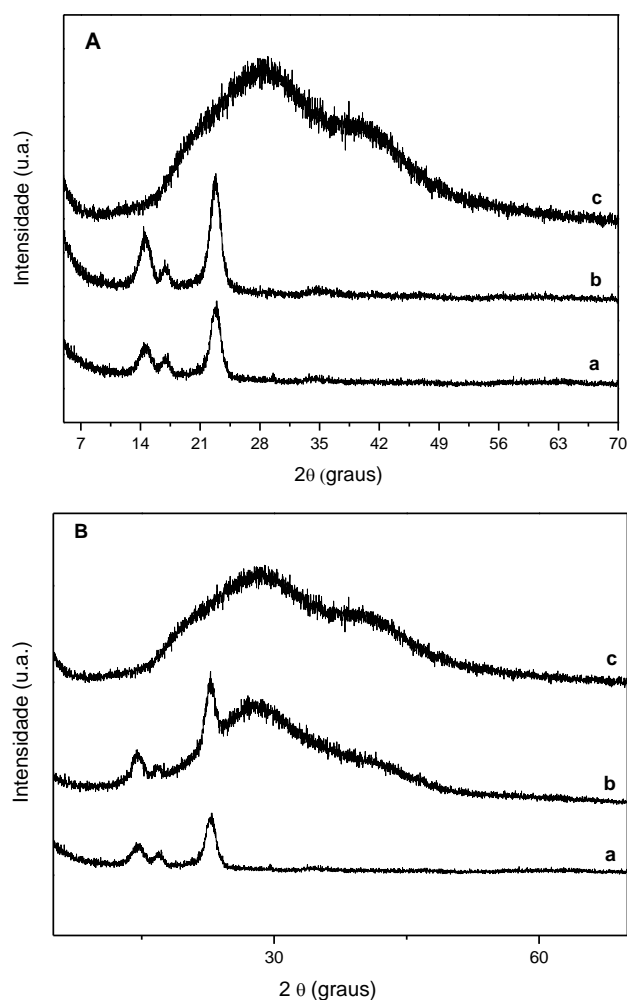 A
Intensidade (u.a.)
c
b
a
7 14 21 28 35 42 49 56 63 70
2θ (graus)
B
Intensidade (u.a.)
c
b
a
30 60
2 θ (graus)